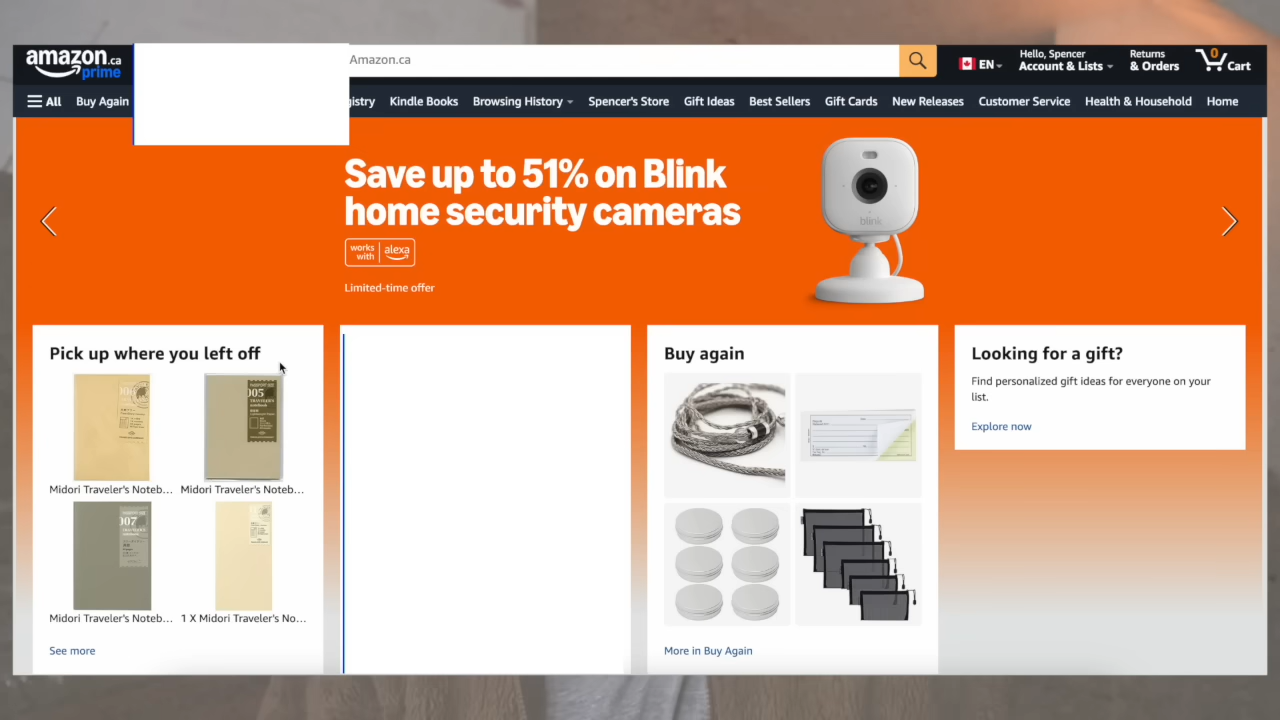 amazon.ca
prime
Amazon.ca
EN
Hello, Spencer
Account & Lists
Returns
& Orders
0
Cart
All
Buy Again
gistry
Kindle Books
Browsing History
Spencer's Store
Gift Ideas
Best Sellers
Gift Cards
New Releases
Customer Service
Health & Household
Home
Save up to 51% on Blink
home security cameras
works
with
alexa
Limited-time offer
blink
Pick up where you left off
005
Midori Traveler's Noteb...
Midori Traveler's Noteb...
007
Midori Traveler's Noteb...
1 X Midori Traveler's No...
See more
Buy again
More in Buy Again
Looking for a gift?
Find personalized gift ideas for everyone on your
list.
Explore now